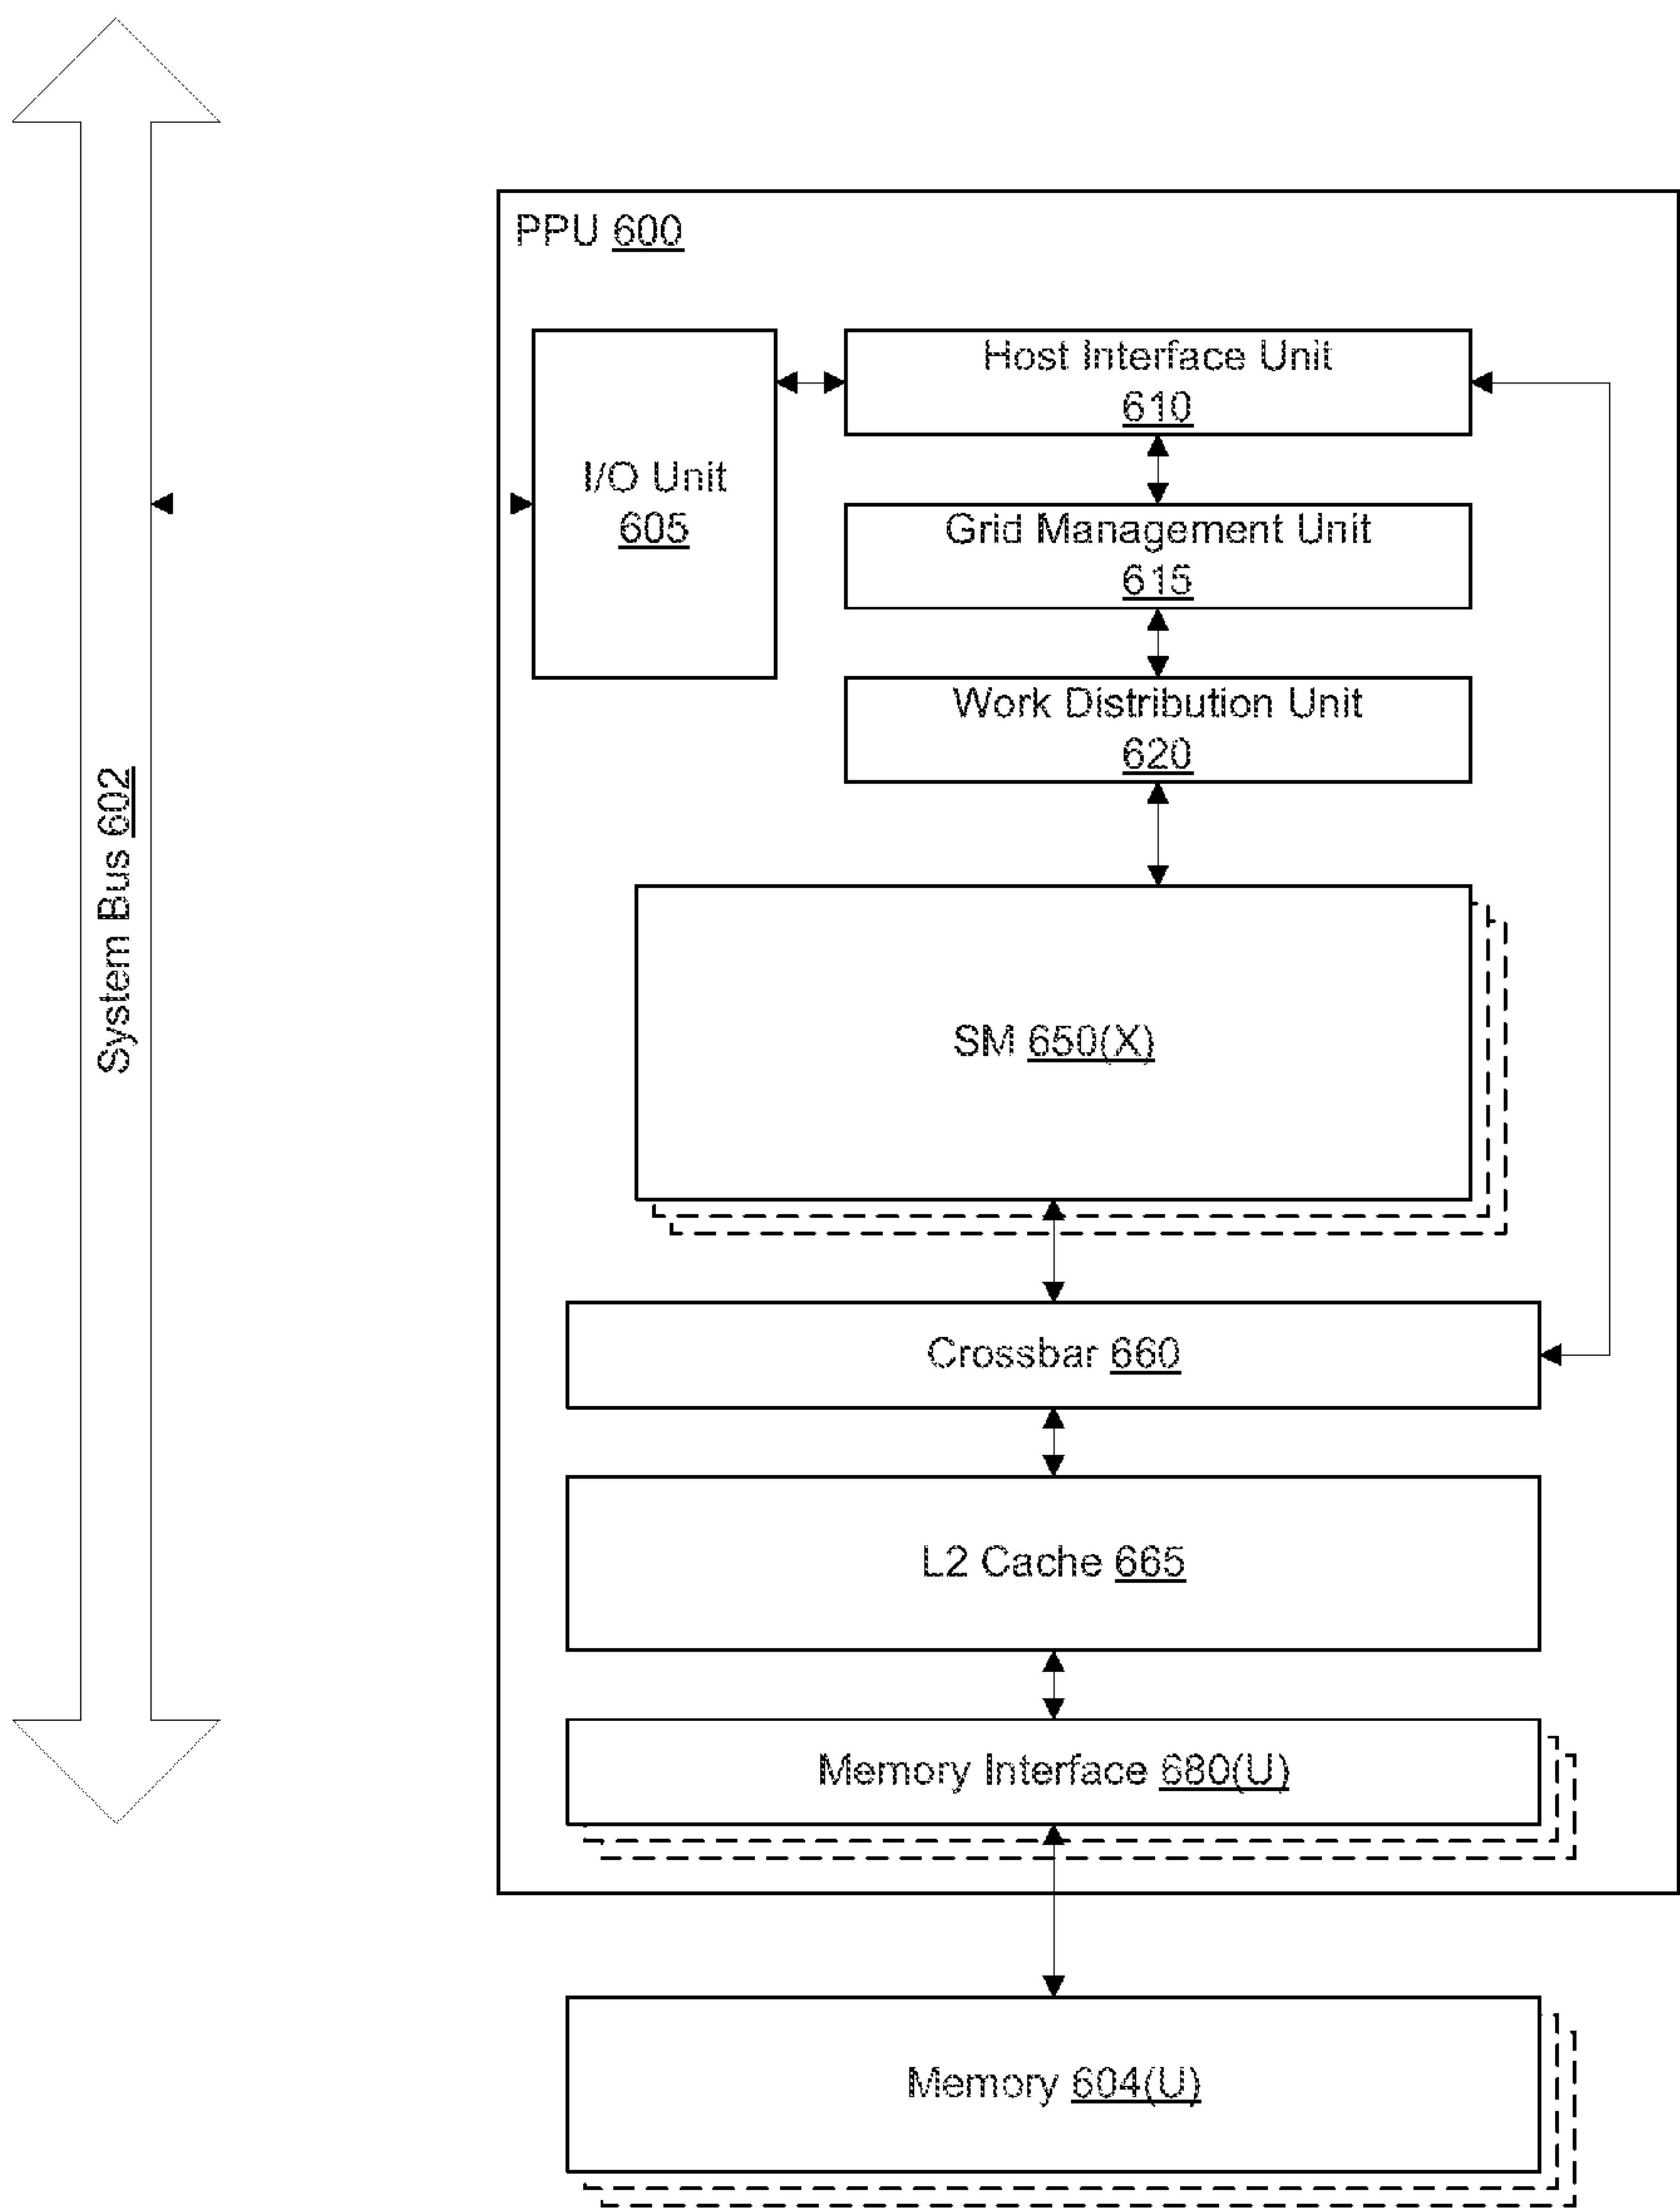 PPU 600
Host Interface Unit
610
I/O Unit
605
Grid Management Unit
615
Work Distribution Unit
620
System Bus 602
SM 650(X)
Crossbar 660
L2 Cache 665
Memory Interface 680(U)
Memory 604(U)